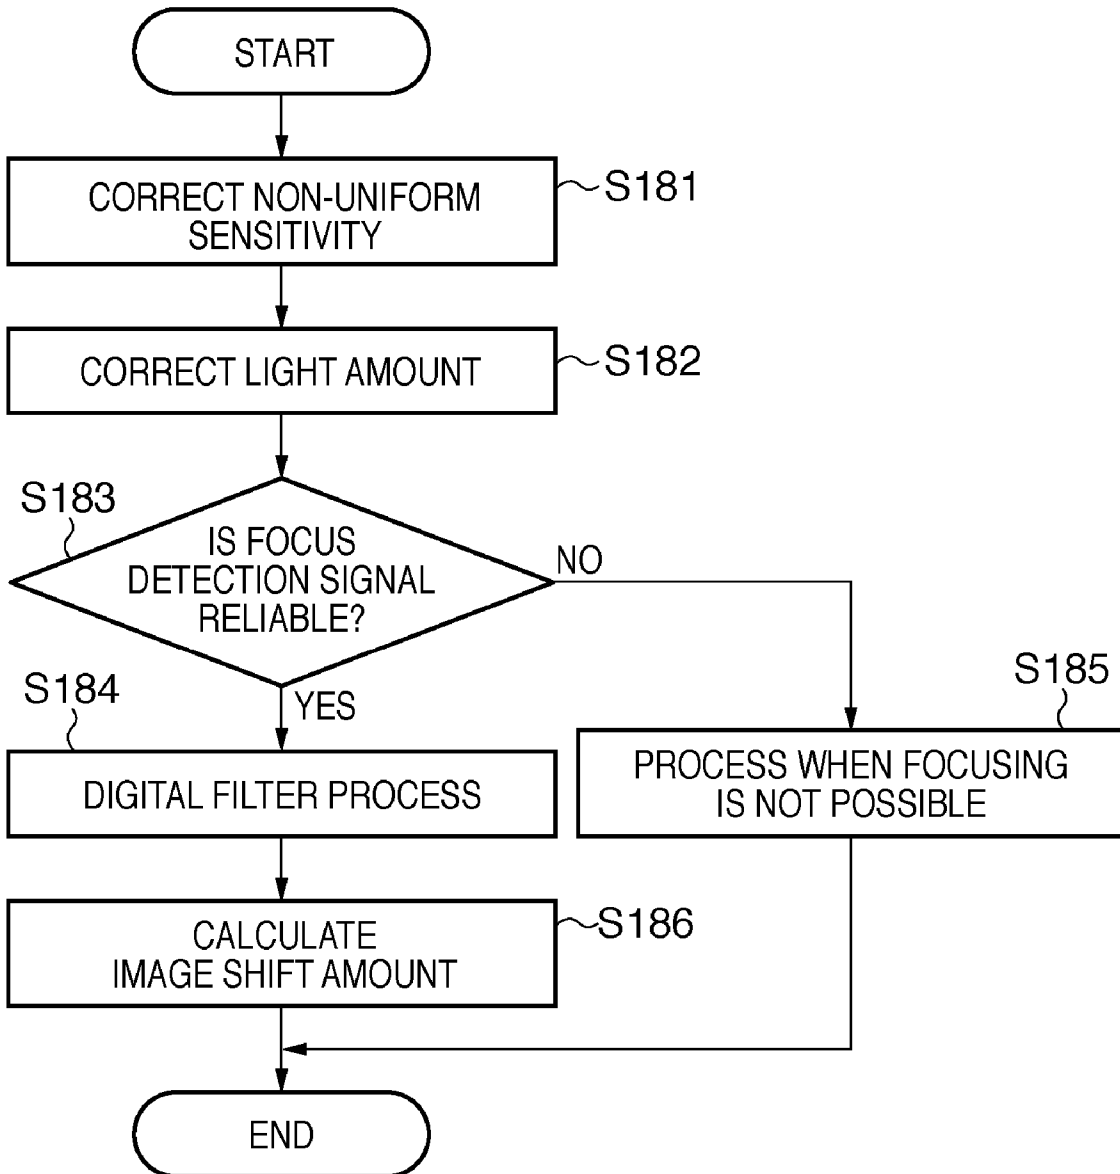 START
CORRECT NON-UNIFORM
SENSITIVITY
S181
CORRECT LIGHT AMOUNT
S182
S183
IS FOCUS
DETECTION SIGNAL
RELIABLE?
NO
YES
S184
DIGITAL FILTER PROCESS
S185
PROCESS WHEN FOCUSING
IS NOT POSSIBLE
CALCULATE
IMAGE SHIFT AMOUNT
S186
END